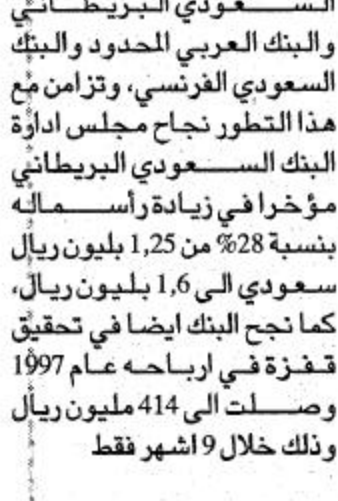 السعودي البريطاني
والبنك العربي المحدود والبنك
السعودي الفرنسي، وتزامن مع
هذا التطور نجاح مجلس ادارة
البنك السعودي البريطاني
مؤخرا في زيادة رأسماله
بنسبة 28% من 1,25 بليون ريال
سعودي الى 1,6 بليون ريال،
كما نجح البنك ايضا في تحقيق
قفزة في ارباحه عام 1997
وصلت الى 414 مليون ريال
وذلك خلال 9 اشهر فقط